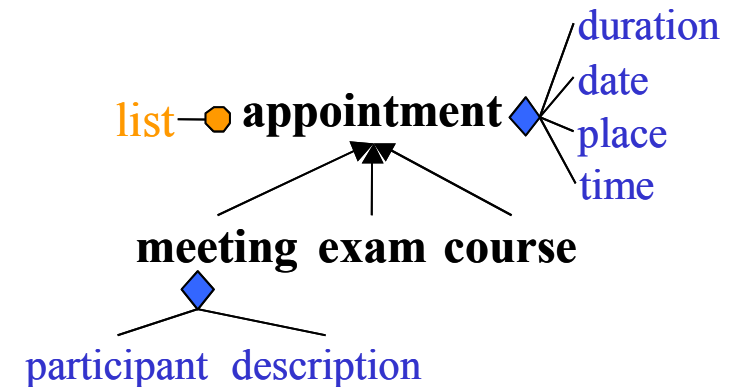 duration
date
list appointment
place
time
meeting exam course
participant description